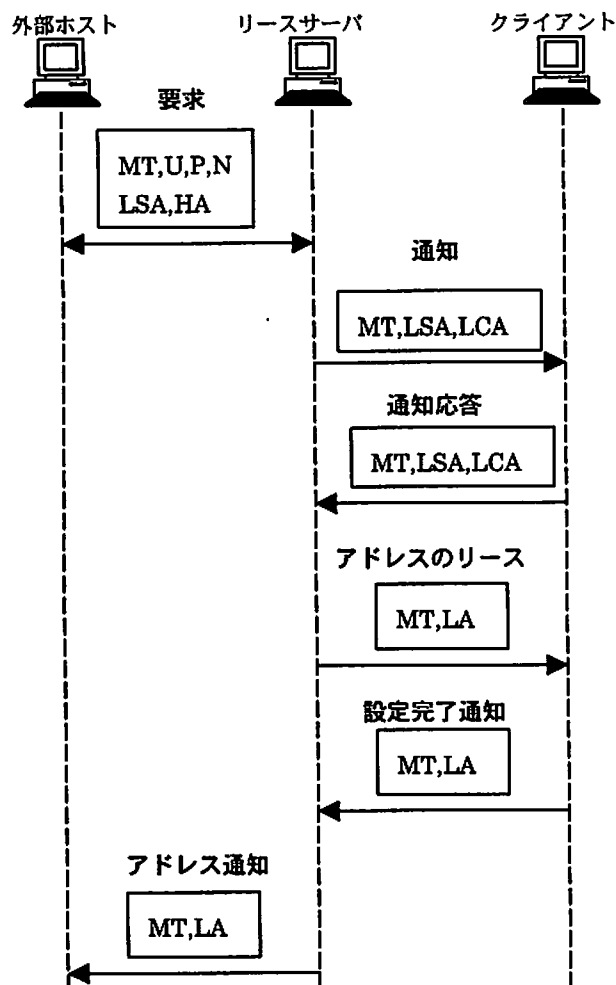 外部ホスト
リースサーバ
クライアント
要求
MT,U,P,N
LSA,HA
通知
MT,LSA,LCA
通知応答
MT,LSA,LCA
アドレスのリース
MT,LA
設定完了通知
MT,LA
アドレス通知
MT,LA